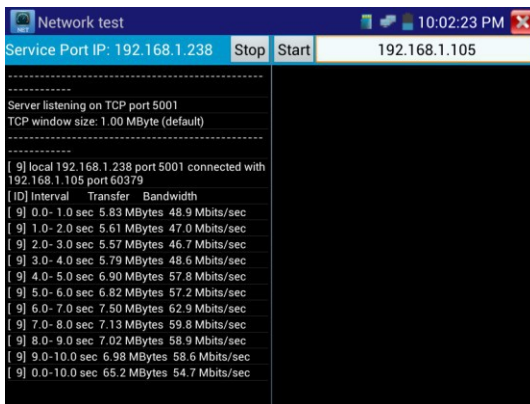 NET
Network test
10:02:23 PM
Service Port IP: 192.168.1.238
Stop
Start
192.168.1.105
------------------------------------------------
------------
Server listening on TCP port 5001
TCP window size: 1.00 MByte (default)
------------------------------------------------
------------
[ 9] local 192.168.1.238 port 5001 connected with
192.168.1.105 port 60379
[ ID] Interval Transfer Bandwidth
[ 9] 0.0- 1.0 sec 5.83 MBytes 48.9 Mbits/sec
[ 9] 1.0- 2.0 sec 5.61 MBytes 47.0 Mbits/sec
[ 9] 2.0- 3.0 sec 5.57 MBytes 46.7 Mbits/sec
[ 9] 3.0- 4.0 sec 5.79 MBytes 48.6 Mbits/sec
[ 9] 4.0- 5.0 sec 6.90 MBytes 57.8 Mbits/sec
[ 9] 5.0- 6.0 sec 6.82 MBytes 57.2 Mbits/sec
[ 9] 6.0- 7.0 sec 7.50 MBytes 62.9 Mbits/sec
[ 9] 7.0- 8.0 sec 7.13 MBytes 59.8 Mbits/sec
[ 9] 8.0- 9.0 sec 7.02 MBytes 58.9 Mbits/sec
[ 9] 9.0-10.0 sec 6.98 MBytes 58.6 Mbits/sec
[ 9] 0.0-10.0 sec 65.2 MBytes 54.7 Mbits/sec